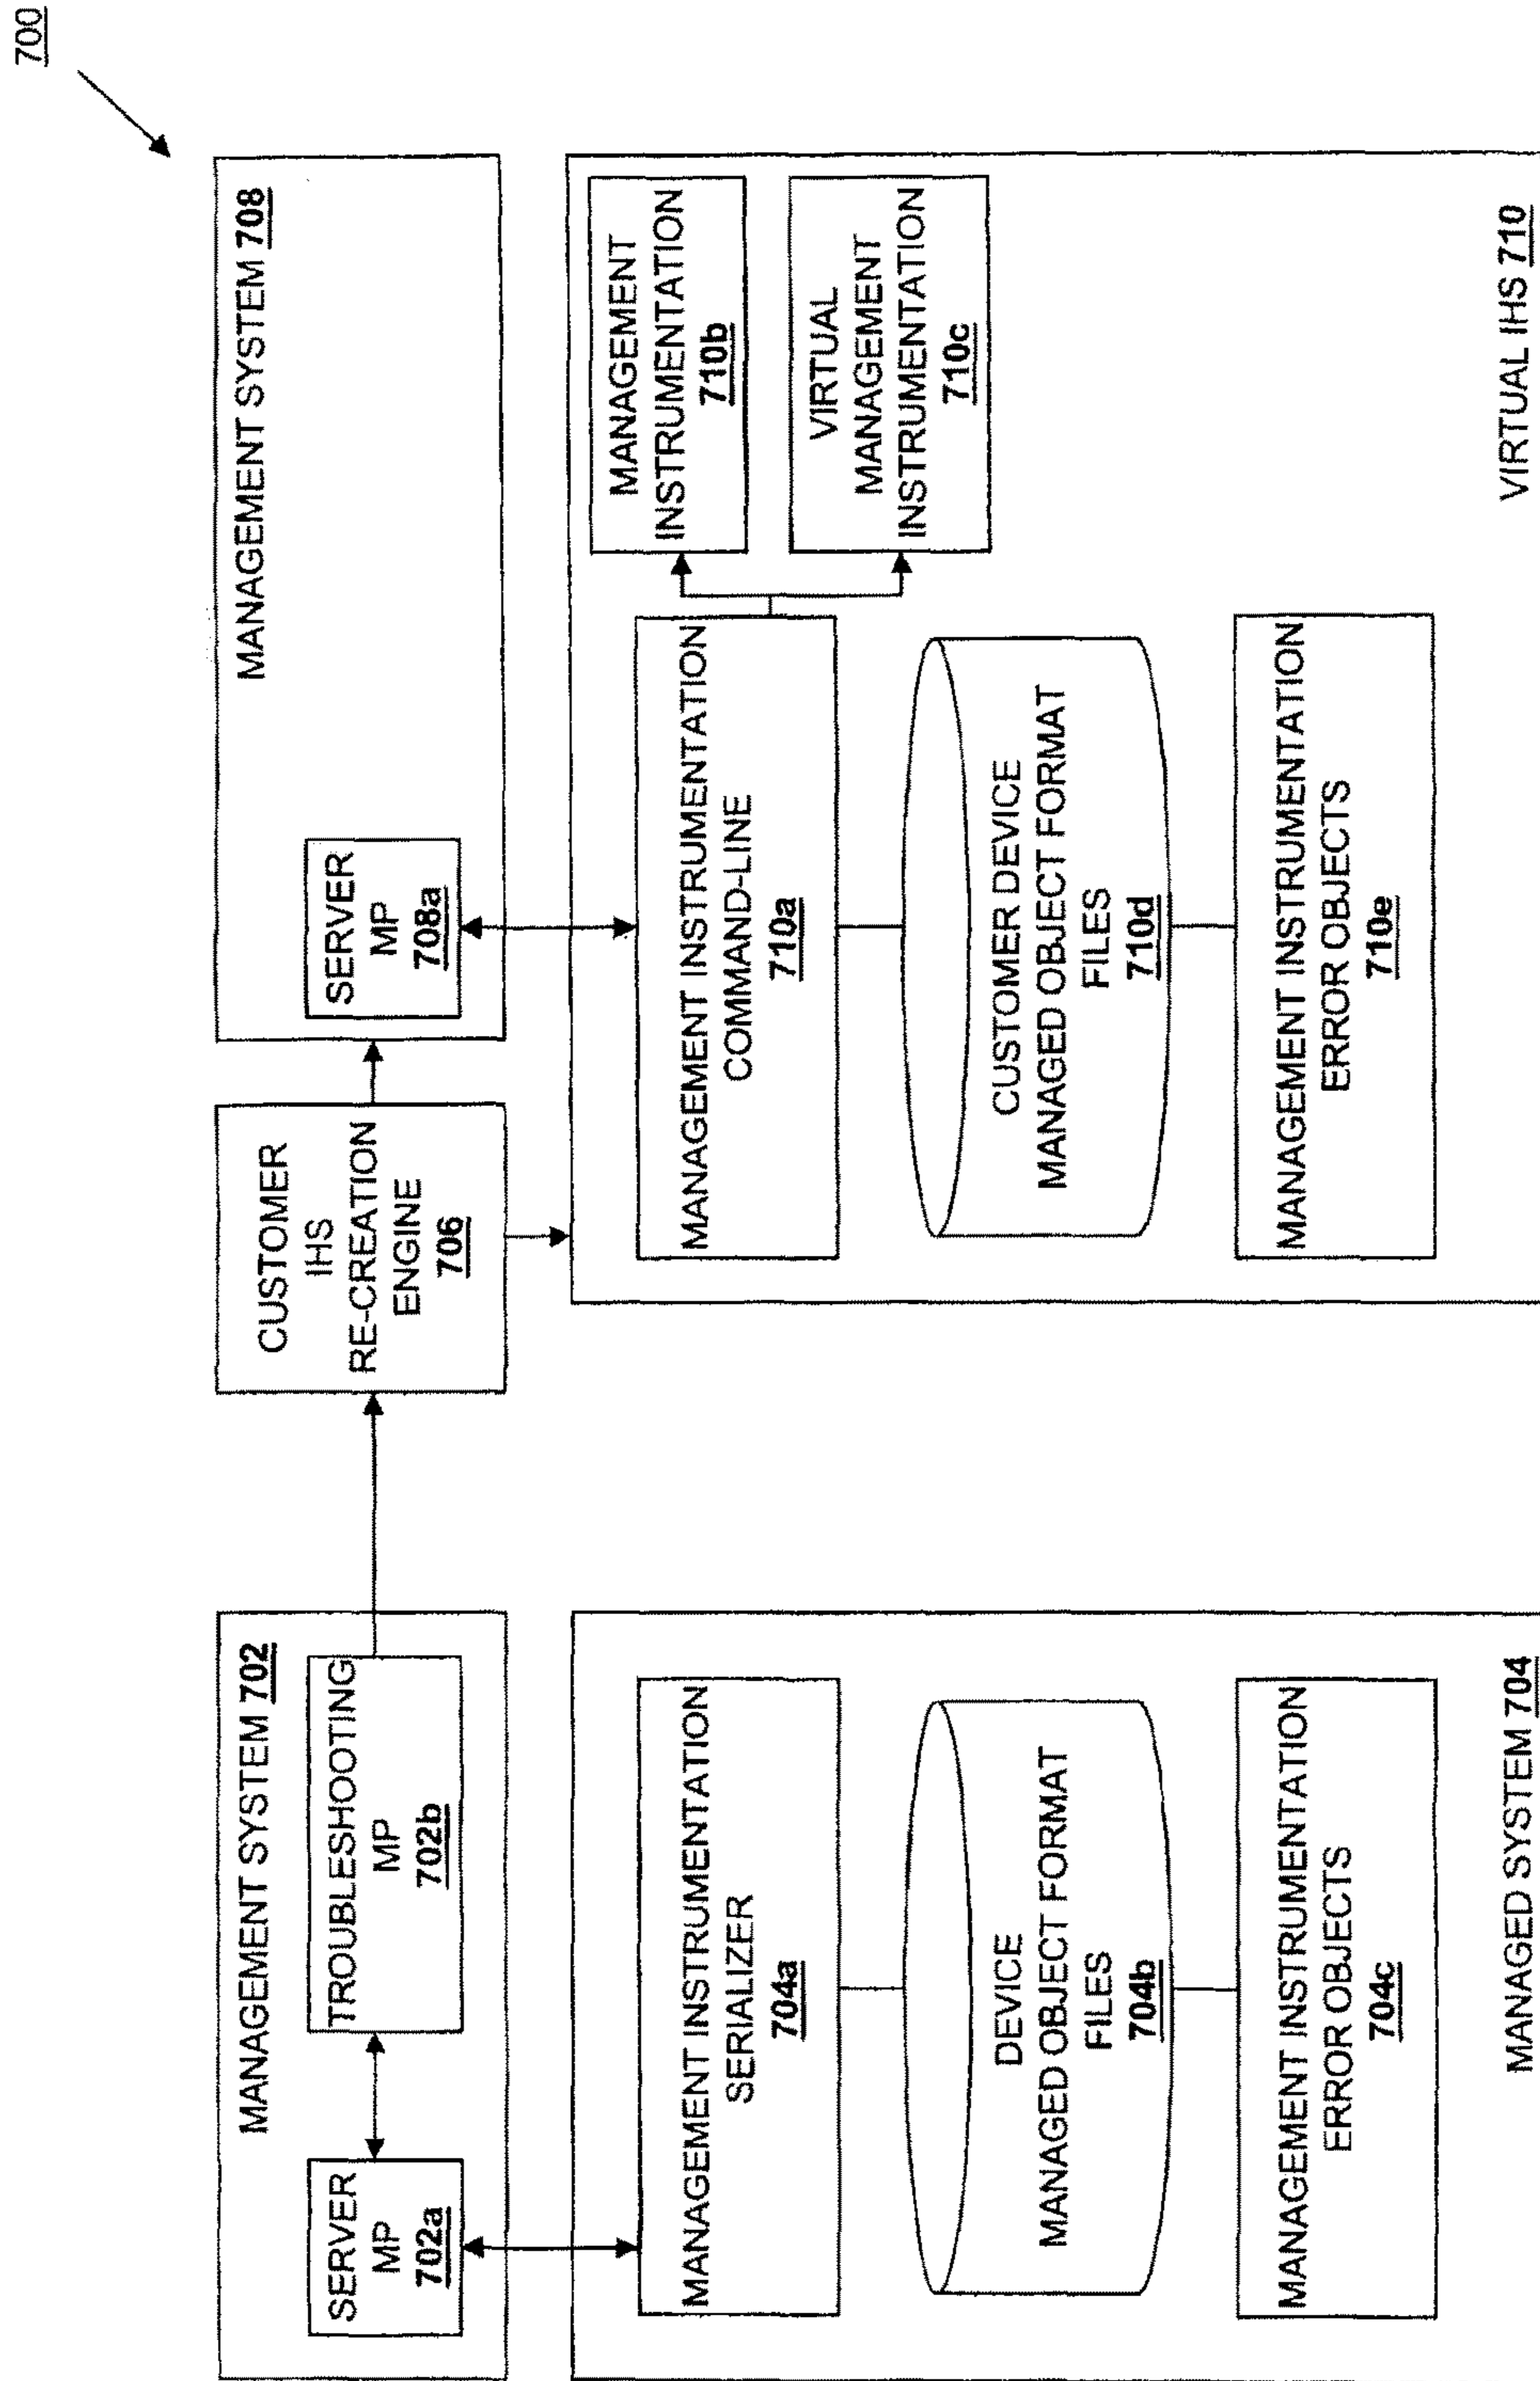 700
MANAGEMENT SYSTEM 702
SERVER
MP
702a
TROUBLESHOOTING
MP
702b
CUSTOMER
IHS
RE-CREATION
ENGINE
706
MANAGEMENT SYSTEM 708
SERVER
MP
708a
MANAGEMENT INSTRUMENTATION
SERIALIZER
704a
DEVICE
MANAGED OBJECT FORMAT
FILES
704b
MANAGEMENT INSTRUMENTATION
ERROR OBJECTS
704c
MANAGED SYSTEM 704
MANAGEMENT INSTRUMENTATION
COMMAND-LINE
710a
MANAGEMENT
INSTRUMENTATION
710b
VIRTUAL
MANAGEMENT
INSTRUMENTATION
710c
CUSTOMER DEVICE
MANAGED OBJECT FORMAT
FILES
710d
MANAGEMENT INSTRUMENTATION
ERROR OBJECTS
710e
VIRTUAL IHS 710